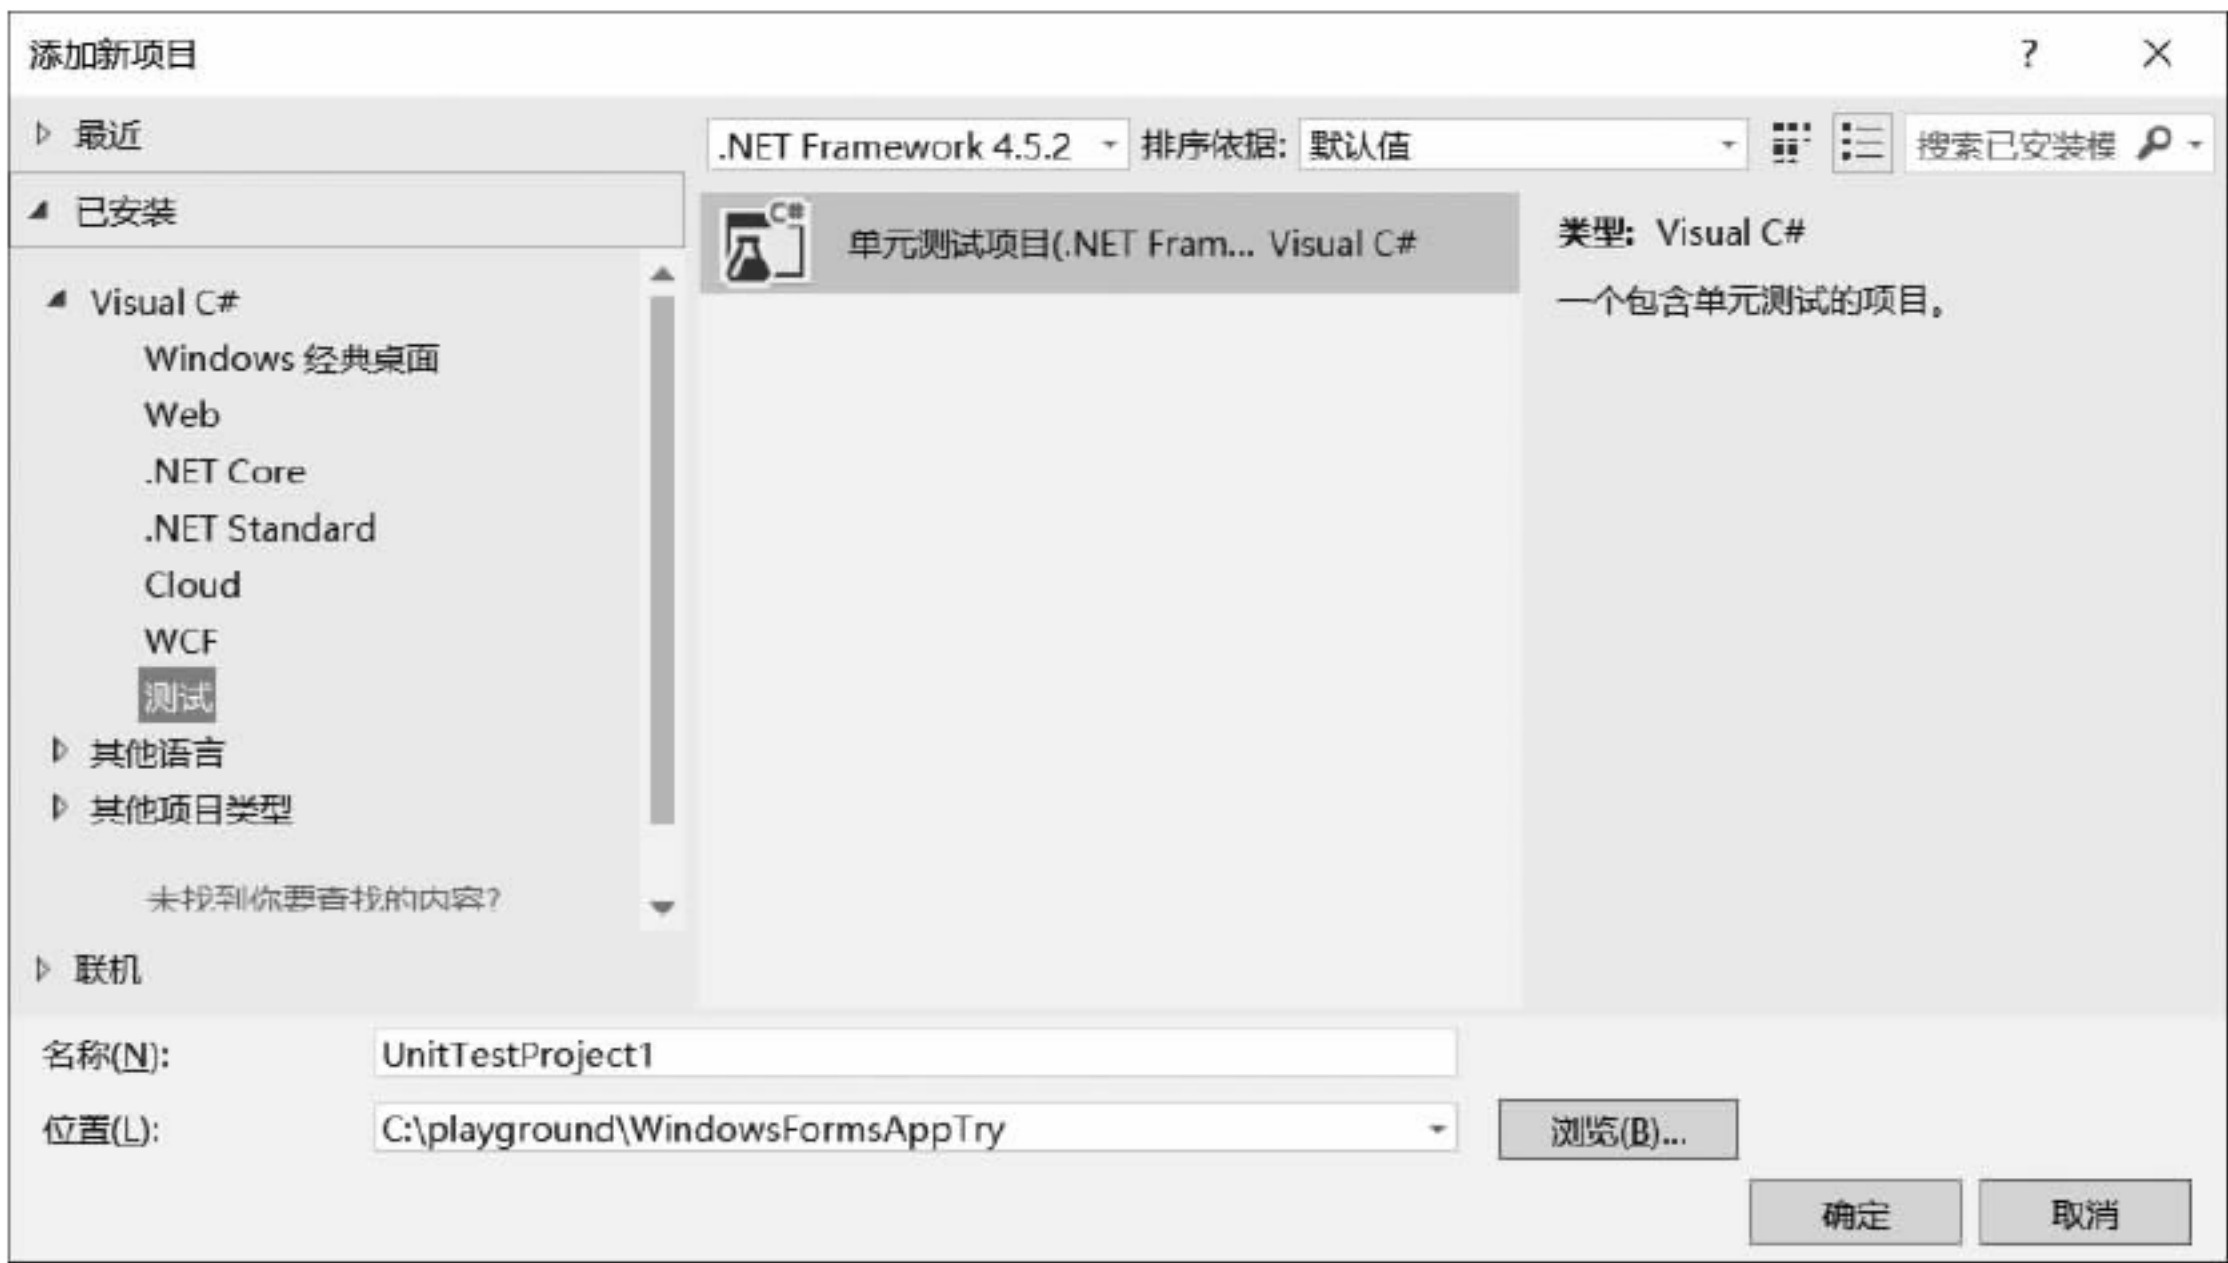 添加新项目
最近
已安装
Visual C#
Windows 经典桌面
Web
.NET Core
.NET Standard
Cloud
WCF
测试
其他语言
其他项目类型
未找到你要查找的内容?
联机
.NET Framework 4.5.2 排序依据: 默认值 搜索已安装模
C# 单元测试项目(.NET Fram... Visual C#
类型: Visual C#
一个包含单元测试的项目。
名称(N): UnitTestProject1
位置(L): C:\playground\WindowsFormsAppTry 浏览(B)...
确定 取消